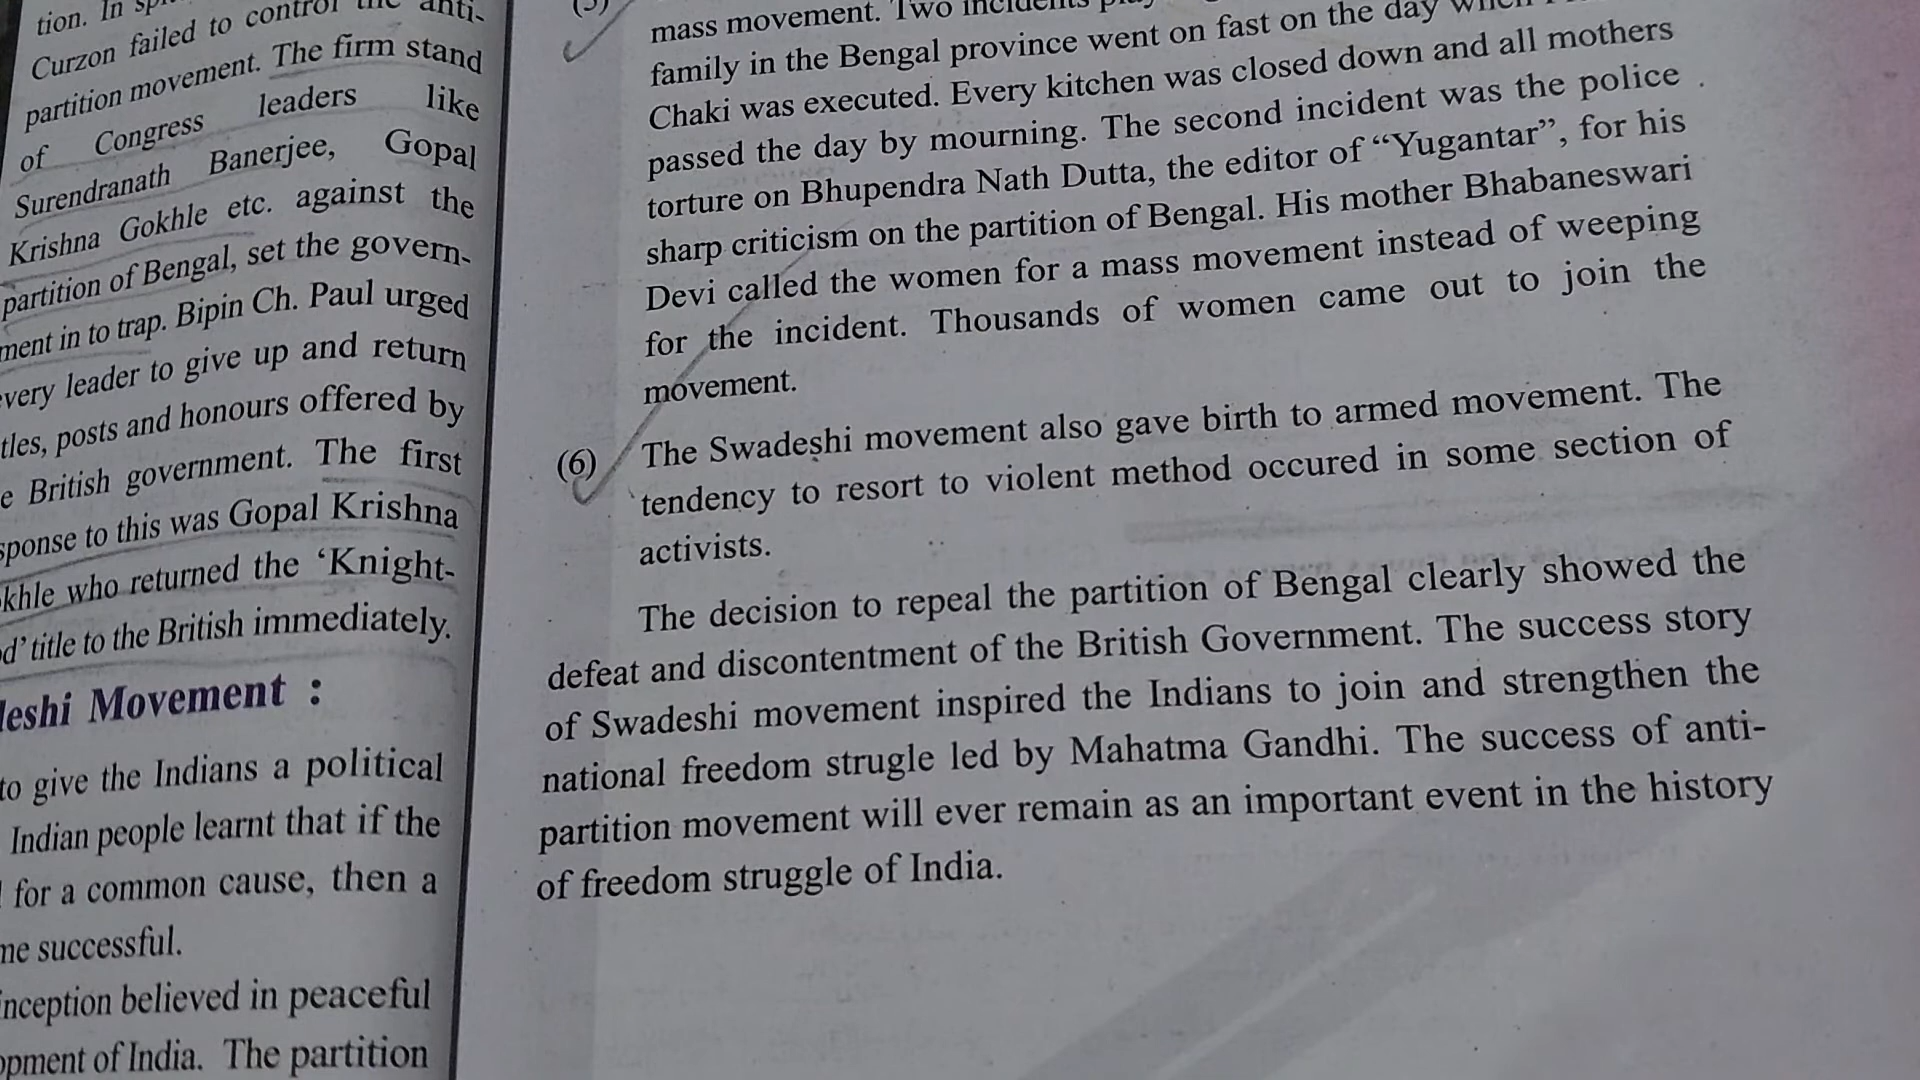 tion. In
Curzon failed to control the anti-
partition movement. The firm stand
of Congress leaders like
Surendranath Banerjee, Gopal
Krishna Gokhle etc. against the
partition of Bengal, set the govern-
ment in to trap. Bipin Ch. Paul urged
very leader to give up and return
tles, posts and honours offered by
e British government. The first
sponse to this was Gopal Krishna
khle who returned the ‘Knight-
d’ title to the British immediately.
deshi Movement :
to give the Indians a political
Indian people learnt that if the
for a common cause, then a
me successful.
inception believed in peaceful
opment of India. The partition
mass movement. Two incidents
family in the Bengal province went on fast on the day when
Chaki was executed. Every kitchen was closed down and all mothers
passed the day by mourning. The second incident was the police
torture on Bhupendra Nath Dutta, the editor of “Yugantar”, for his
sharp criticism on the partition of Bengal. His mother Bhabaneswari
Devi called the women for a mass movement instead of weeping
for the incident. Thousands of women came out to join the
movement.
(6) The Swadeshi movement also gave birth to armed movement. The
tendency to resort to violent method occured in some section of
activists.
The decision to repeal the partition of Bengal clearly showed the
defeat and discontentment of the British Government. The success story
of Swadeshi movement inspired the Indians to join and strengthen the
national freedom strugle led by Mahatma Gandhi. The success of anti-
partition movement will ever remain as an important event in the history
of freedom struggle of India.